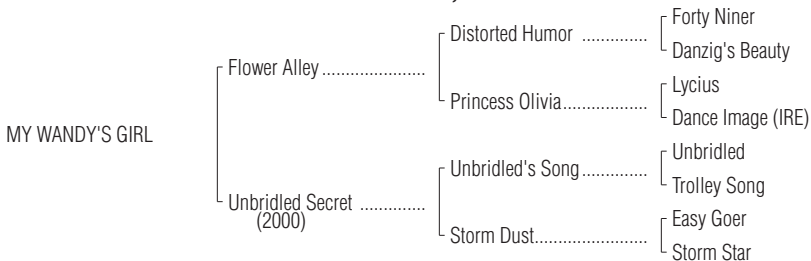 Forty Niner
Distorted Humor ..............
Danzig's Beauty
Flower Alley ......................
Lycius
Princess Olivia..................
Dance Image (IRE)
MY WANDY'S GIRL
Unbridled
Unbridled's Song..............
Trolley Song
Unbridled Secret ..............
(2000)
Easy Goer
Storm Dust........................
Storm Star